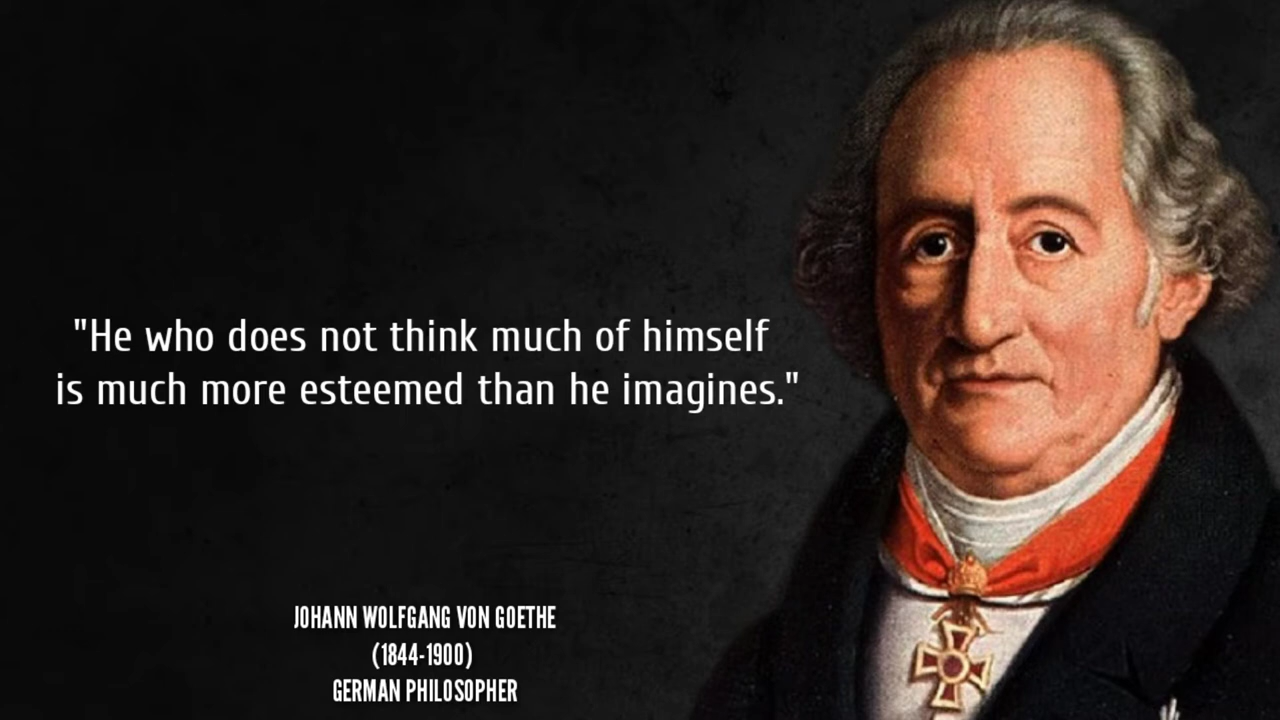 "He who does not think much of himself
is much more esteemed than he imagines."
JOHANN WOLFGANG VON GOETHE
(1844-1900)
GERMAN PHILOSOPHER